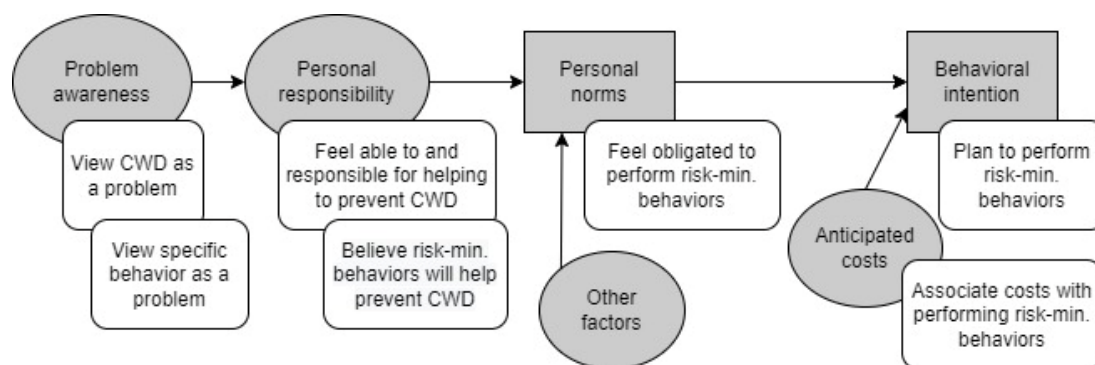 Problem
awareness
View CWD as
a problem
View specific
behavior as a
problem
Personal
responsibility
Feel able to and
responsible for helping
to prevent CWD
Believe risk-min.
behaviors will help
prevent CWD
Personal
norms
Feel obligated to
perform risk-min.
behaviors
Other
factors
Behavioral
intention
Plan to perform
risk-min.
behaviors
Anticipated
costs
Associate costs with
performing risk-min.
behaviors